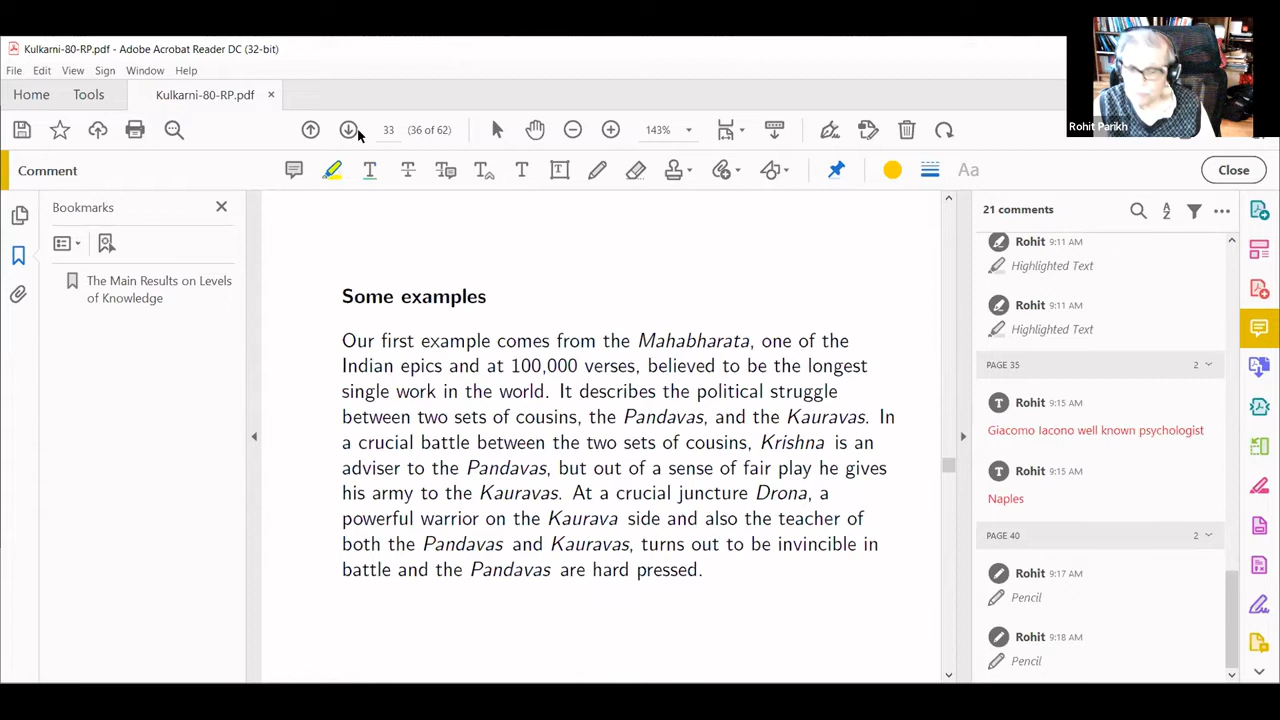 Kulkarni-80-RP.pdf - Adobe Acrobat Reader DC (32-bit)
File Edit View Sign Window Help
Home Tools Kulkarni-80-RP.pdf ×
33 (36 of 62) 143%
Rohit Parikh
Comment
Close
Bookmarks
The Main Results on Levels
of Knowledge
Some examples
Our first example comes from the Mahabharata, one of the
Indian epics and at 100,000 verses, believed to be the longest
single work in the world. It describes the political struggle
between two sets of cousins, the Pandavas, and the Kauravas. In
a crucial battle between the two sets of cousins, Krishna is an
adviser to the Pandavas, but out of a sense of fair play he gives
his army to the Kauravas. At a crucial juncture Drona, a
powerful warrior on the Kaurava side and also the teacher of
both the Pandavas and Kauravas, turns out to be invincible in
battle and the Pandavas are hard pressed.
21 comments
Rohit 9:11 AM
Highlighted Text
Rohit 9:11 AM
Highlighted Text
PAGE 35 2
Rohit 9:15 AM
Giacomo Iacono well known psychologist
Rohit 9:15 AM
Naples
PAGE 40 2
Rohit 9:17 AM
Pencil
Rohit 9:18 AM
Pencil